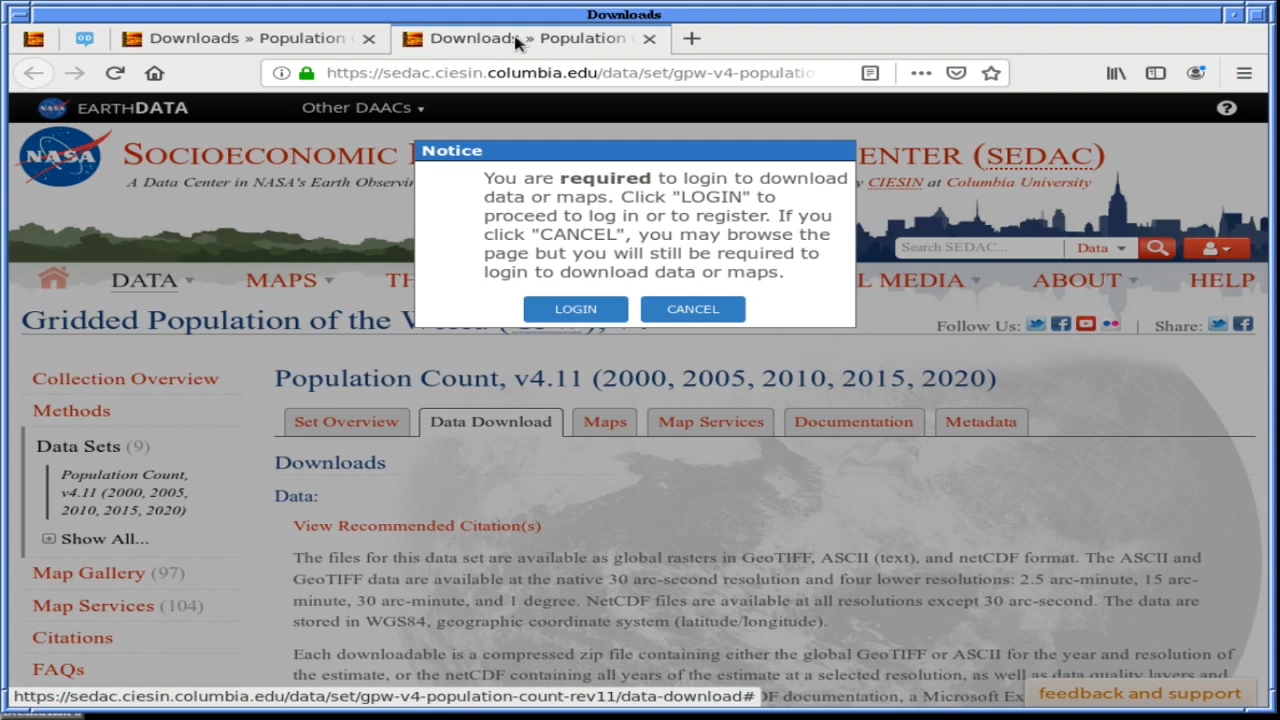 Downloads
Downloads » Population
Downloads » Population
https://sedac.ciesin.columbia.edu/data/set/gpw-v4-populatio
EARTHDATA
Other DAACs
NASA
SOCIOECONOMIC
ENTER (SEDAC)
A Data Center in NASA's Earth Observin
CIESIN at Columbia University
Notice
You are required to login to download
data or maps. Click "LOGIN" to
proceed to log in or to register. If you
click "CANCEL", you may browse the
page but you will still be required to
login to download data or maps.
LOGIN CANCEL
Search SEDAC...
Data
DATA MAPS TH
L MEDIA ABOUT HELP
Gridded Population of the
Follow Us: | Share:
Collection Overview
Methods
Data Sets (9)
Population Count,
v4.11 (2000, 2005,
2010, 2015, 2020)
Show All...
Map Gallery (97)
Map Services (104)
Citations
FAQs
Population Count, v4.11 (2000, 2005, 2010, 2015, 2020)
Set Overview Data Download Maps Map Services Documentation Metadata
Downloads
Data:
View Recommended Citation(s)
The files for this data set are available as global rasters in GeoTIFF, ASCII (text), and netCDF format. The ASCII and
GeoTIFF data are available at the native 30 arc-second resolution and four lower resolutions: 2.5 arc-minute, 15 arc-
minute, 30 arc-minute, and 1 degree. NetCDF files are available at all resolutions except 30 arc-second. The data are
stored in WGS84, geographic coordinate system (latitude/longitude).
Each downloadable is a compressed zip file containing either the global GeoTIFF or ASCII for the year and resolution of
the estimate, or the netCDF containing all years of the estimate at a selected resolution, as well as data quality layers and
DF documentation, a Microsoft Ex
https://sedac.ciesin.columbia.edu/data/set/gpw-v4-population-count-rev11/data-download#
feedback and support